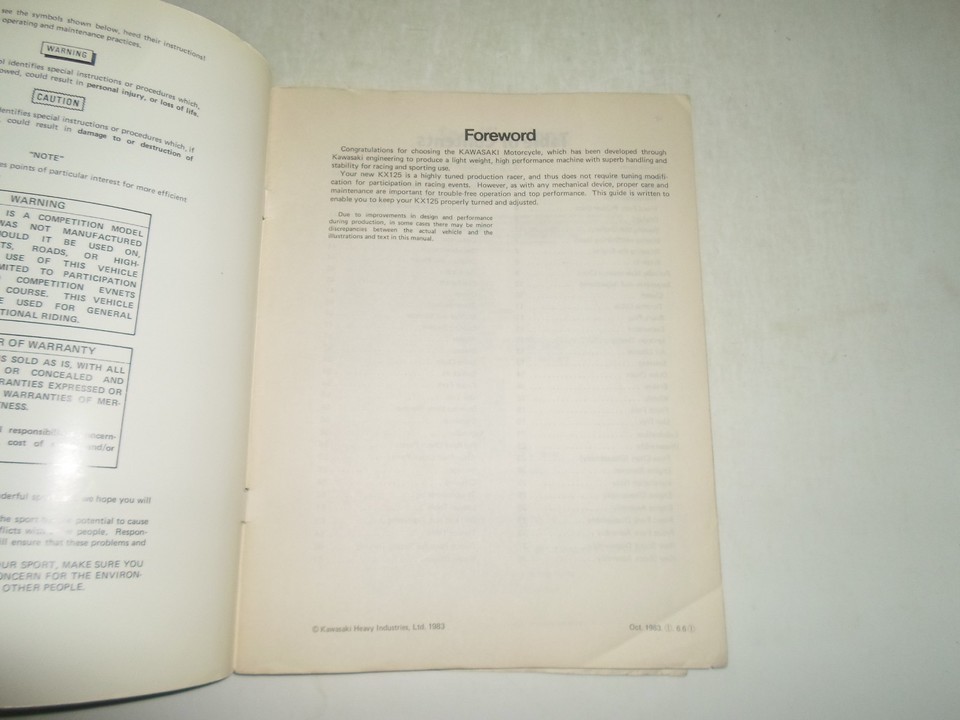 see the symbols shown below, heed their instructions!
operating and maintenance practices.
WARNING
identifies special instructions or procedures which,
could result in personal injury, or loss of life.
CAUTION
identifies special instructions or procedures which, if
could result in damage to or destruction of
"NOTE"
points of particular interest for more efficient
WARNING
IS A COMPETITION MODEL
WAS NOT MANUFACTURED
IT BE USED ON
ROADS, OR HIGH-
USE OF THIS VEHICLE
PARTICIPATION
COMPETITION EVNETS
COURSE. THIS VEHICLE
USED FOR GENERAL
RIDING.
OF WARRANTY
SOLD AS IS, WITH ALL
OR CONCEALED AND
EXPRESSED OR
WARRANTIES OF MER-
cost of and/or
we hope you will
the sport potential to cause
people, Respon-
ensure that these problems and
SPORT, MAKE SURE YOU
FOR THE ENVIRON-
OTHER PEOPLE.
Foreword
Congratulations for choosing the KAWASAKI Motorcycle, which has been developed through
Kawasaki engineering to produce a light weight, high performance machine with superb handling and
stability for racing and sporting use.
Your new KX125 is a highly tuned production racer, and thus does not require tuning modifi-
cation for participation in racing events. However, as with any mechanical device, proper care and
maintenance are important for trouble-free operation and top performance. This guide is written to
enable you to keep your KX125 properly turned and adjusted.
Due to improvements in design and performance
during production, in some cases there may be minor
discrepancies between the actual vehicle and the
illustrations and text in this manual.
© Kawasaki Heavy Industries, Ltd. 1983
Oct. 1983.